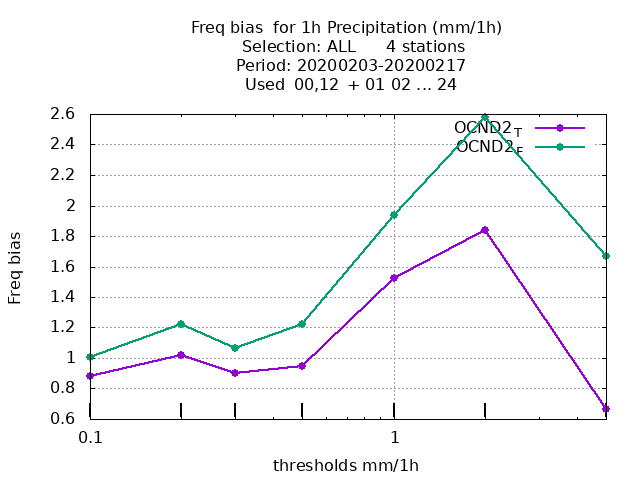 Freq bias for 1h Precipitation (mm/1h)
Selection: ALL 4 stations
Period: 20200203-20200217
Used 00,12 + 01 02 ... 24
OCND2T
OCND2F
2.6
2.4
2.2
2
1.8
1.6
1.4
1.2
1
0.8
0.6
Freq bias
0.1
1
thresholds mm/1h